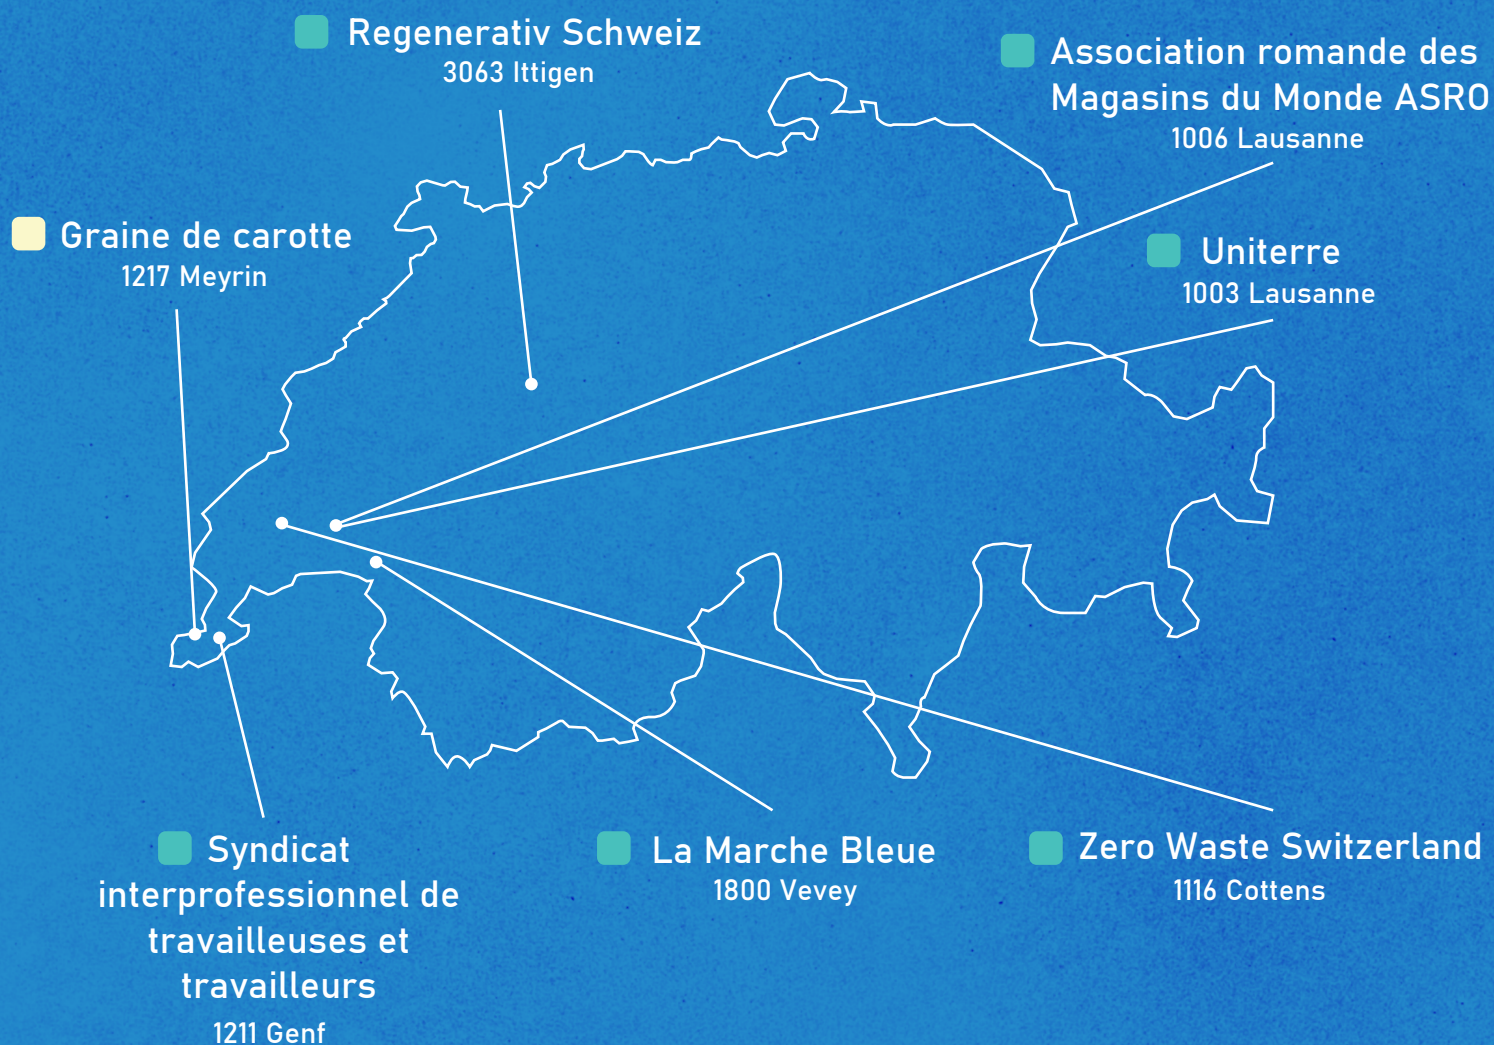 Regenerativ Schweiz
3063 Ittigen
Association romande des
Magasins du Monde ASRO
1006 Lausanne
Graine de carotte
1217 Meyrin
Uniterre
1003 Lausanne
Syndicat
interprofessionnel de
travailleuses et
travailleurs
1211 Genf
La Marche Bleue
1800 Vevey
Zero Waste Switzerland
1116 Cottens